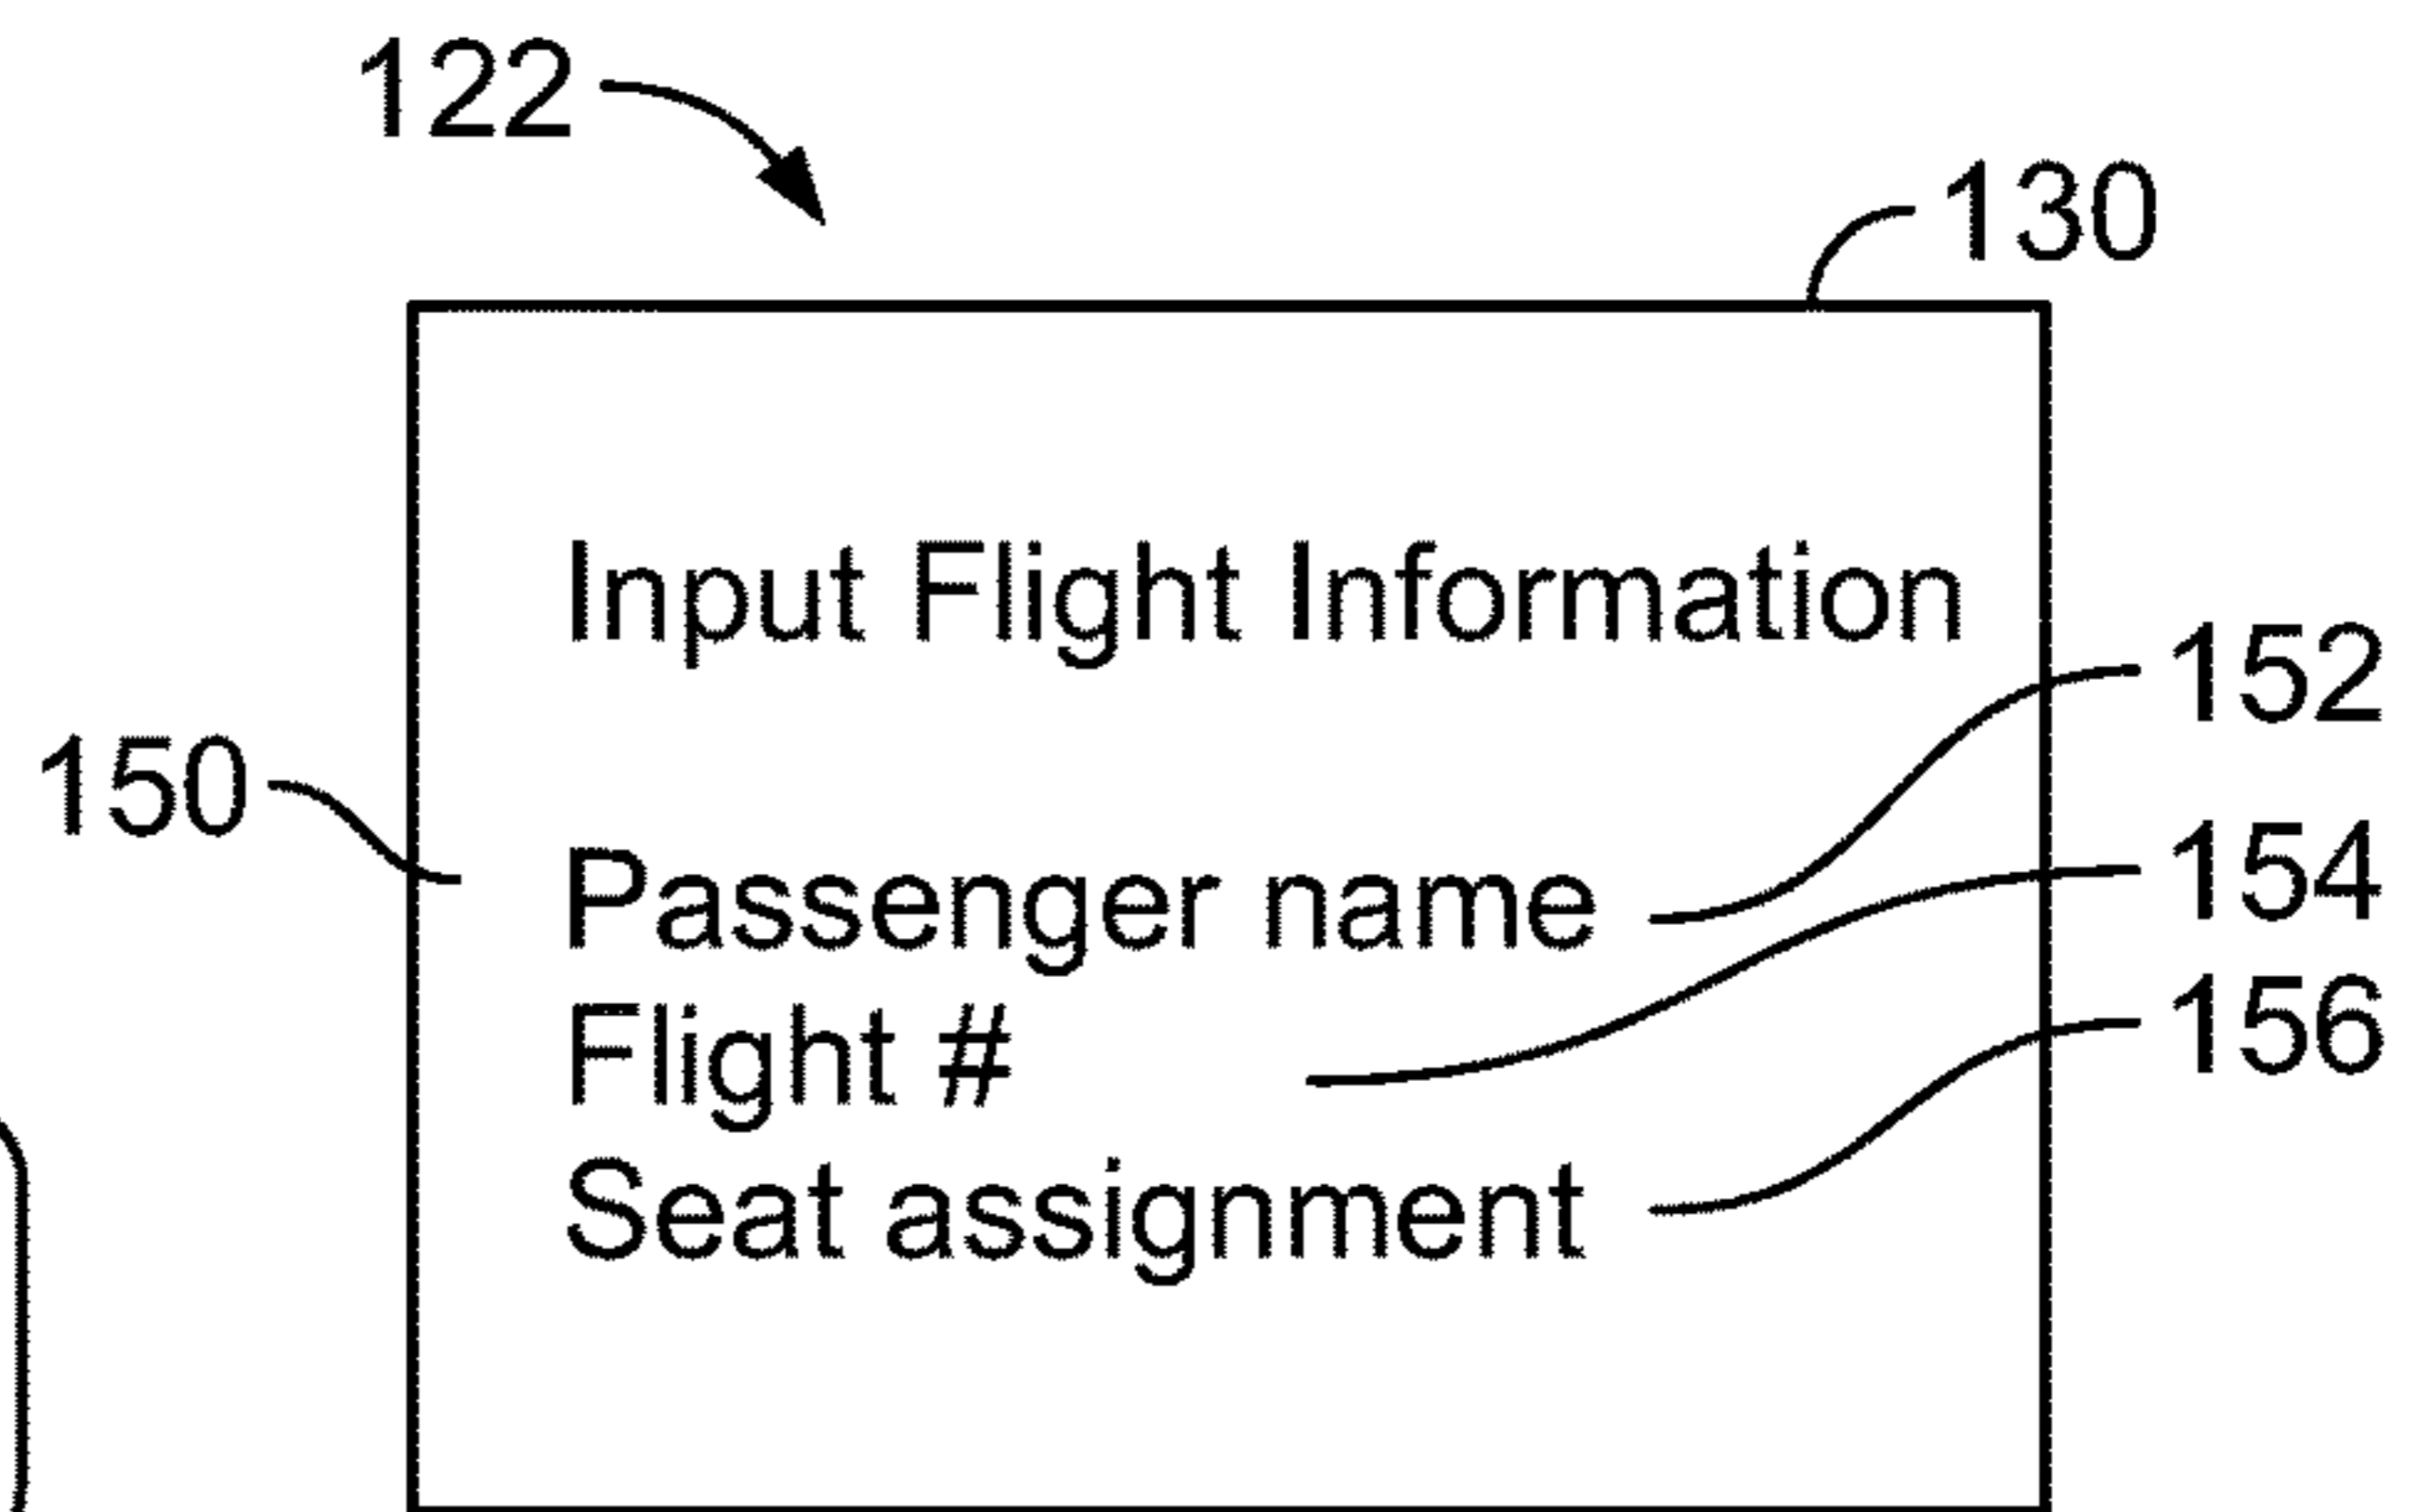 122
130
Input Flight Information
152
150
Passenger name
154
Flight #
156
Seat assignment